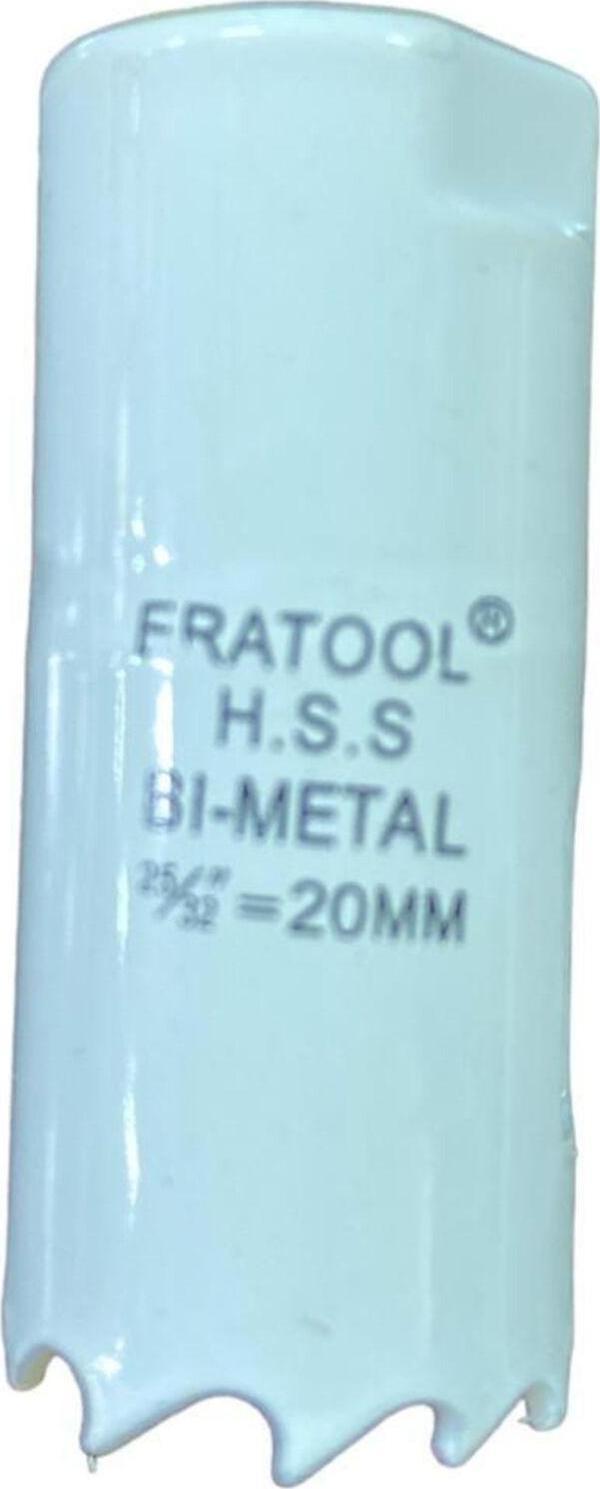 FRATOOL®
H.S.S
BI-METAL
25/32"=20MM